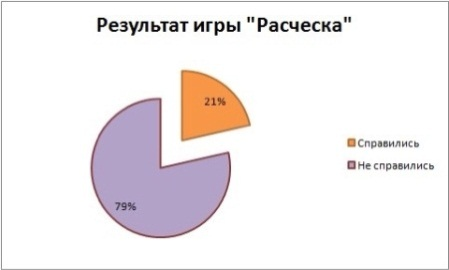 Результат игры "Расческа"
21%
79%
Справились
Не справились